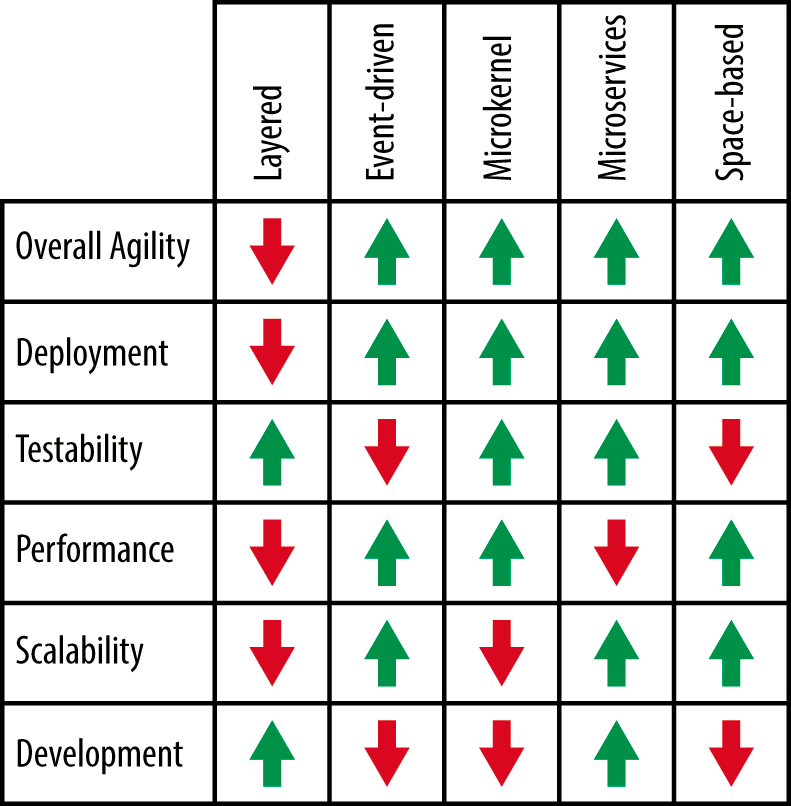 Layered
Event-driven
Microkernel
Microservices
Space-based
Overall Agility
Deployment
Testability
Performance
Scalability
Development